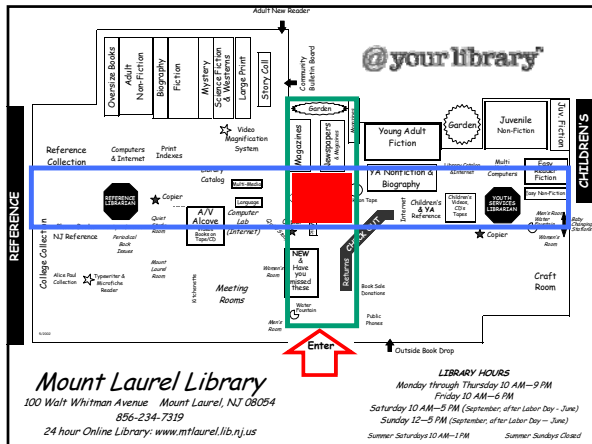 Adult New Reader
@ your library
Oversize Books
Adult
Non-Fiction
Biography
Fiction
Mystery
Science Fiction
& Westerns
Large Print
Story Coll
Community
Bulletin Board
Garden
Magazines
Newspapers
& Magazines
Magazines
Young Adult
Fiction
Garden
Juvenile
Non-Fiction
Juv. Fiction
CHILDREN'S
REFERENCE
Reference
Collection
Computers
& Internet
Print
Indexes
Video
Magnification
System
Catalog
Multi-Media
Language
YA Nonfiction &
Biography
Multi
Computers
Easy
Reader
Fiction
Easy Non-Fiction
REFERENCE
LIBRARIAN
Copier
A/V
Alcove
Books on
Tape/CD
Computer
Lab
(Internet)
Internet
Children's
& YA
Reference
Children's
Videos,
CDs
Tapes
YOUTH
SERVICES
LIBRARIAN
Copier
Men's Room
Water
Fountain
Women's
Room
Baby
Changing
Stations
College Collection
NJ Reference
Quiet
Room
Periodical
Back Issues
Mount
Laurel
Room
Alice Paul
Collection
Typewriter &
Microfiche
Reader
Kitchenette
Meeting
Rooms
Women's
Room
NEW
&
Have
you
missed
these
Water
Fountain
Men's
Room
Returns
Book Sale
Donations
Public
Phones
Craft
Room
Enter
Outside Book Drop
Mount Laurel Library
100 Walt Whitman Avenue Mount Laurel, NJ 08054
856-234-7319
24 hour Online Library: www.mtlaurel.lib.nj.us
LIBRARY HOURS
Monday through Thursday 10 AM—9 PM
Friday 10 AM—6 PM
Saturday 10 AM—5 PM (September, after Labor Day - June)
Sunday 12—5 PM (September, after Labor Day — June)
Summer Saturdays 10 AM—1 PM Summer Sundays Closed